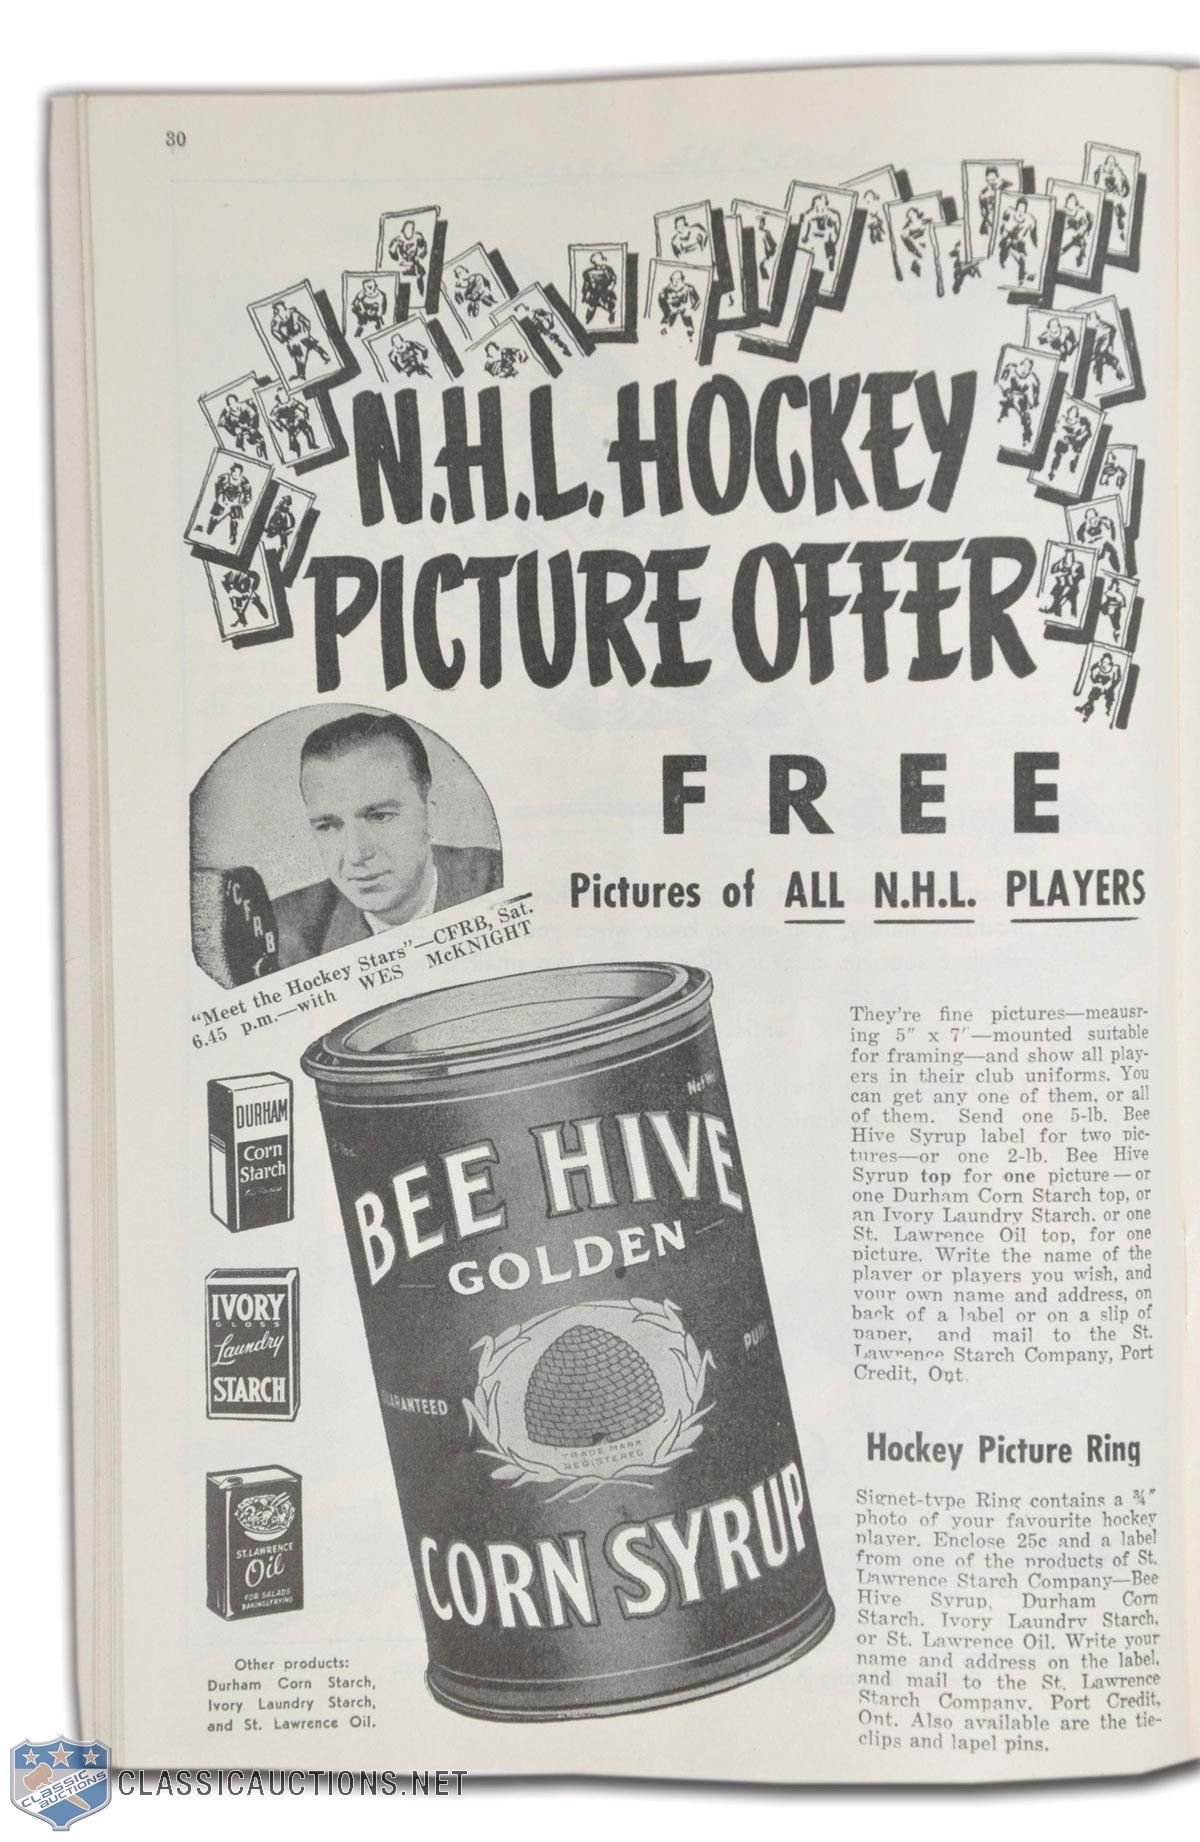 30
N.H.L. HOCKEY
PICTURE OFFER
FREE
Pictures of ALL N.H.L. PLAYERS
CFRB
"Meet the Hockey Stars"—CFRB, Sat.
6.45 p.m.—with WES McKNIGHT
DURHAM
Corn
Starch
IVORY
GLOSS
Laundry
STARCH
ST. LAWRENCE
Oil
FOR SALADS
BAKING & FRYING
Other products:
Durham Corn Starch,
Ivory Laundry Starch,
and St. Lawrence Oil.
BEE HIVE
GOLDEN
GUARANTEED
PURE
TRADE MARK
REGISTERED
CORN SYRUP
They're fine pictures—meausr-
ing 5" x 7"—mounted suitable
for framing—and show all play-
ers in their club uniforms. You
can get any one of them, or all
of them. Send one 5-lb. Bee
Hive Syrup label for two pic-
tures—or one 2-lb. Bee Hive
Syrup top for one picture—or
one Durham Corn Starch top, or
an Ivory Laundry Starch. or one
St. Lawrence Oil top, for one
picture. Write the name of the
player or players you wish, and
your own name and address, on
back of a label or on a slip of
paper, and mail to the St.
Lawrence Starch Company, Port
Credit, Ont.
Hockey Picture Ring
Signet-type Ring contains a ¾"
photo of your favourite hockey
player. Enclose 25c and a label
from one of the products of St.
Lawrence Starch Company—Bee
Hive Syrup, Durham Corn
Starch. Ivory Laundry Starch,
or St. Lawrence Oil. Write your
name and address on the label,
and mail to the St. Lawrence
Starch Company. Port Credit,
Ont. Also available are the tie-
clips and lapel pins.
CLASSIC
AUCTIONS
CLASSICAUCTIONS.NET